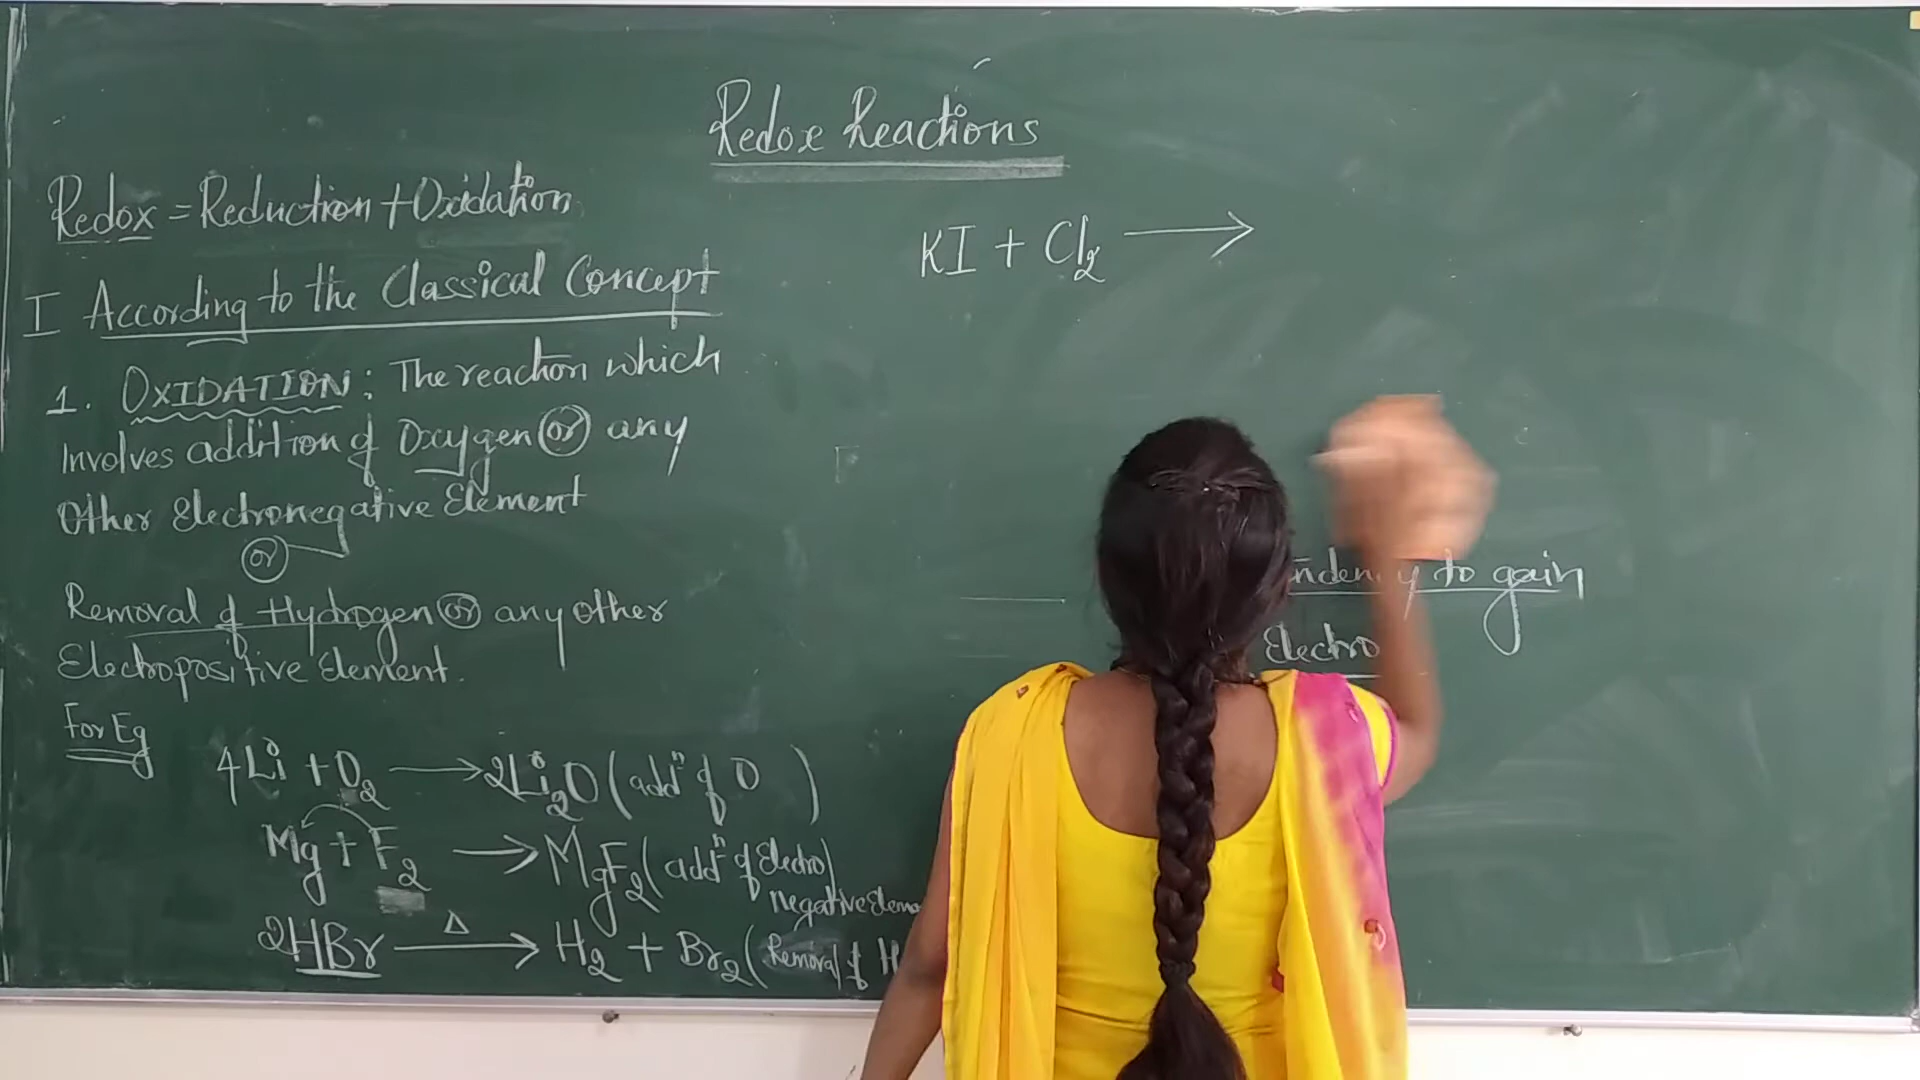 Redox Reactions
Redox = Reduction + Oxidation
I According to the Classical Concept
1. OXIDATION : The reaction which
Involves addition of Oxygen (or) any
Other Electronegative Element
(or)
Removal of Hydrogen (or) any other
Electropositive Element.
For Eg
4Li + O₂ ⟶ 2Li₂O (addⁿ of O )
Mg + F₂ ⟶ MgF₂ (addⁿ of Electro)
negative Eleme
2HBr —Δ→ H₂ + Br₂ (Removal of H
KI + Cl₂ ⟶
to gain
Electro